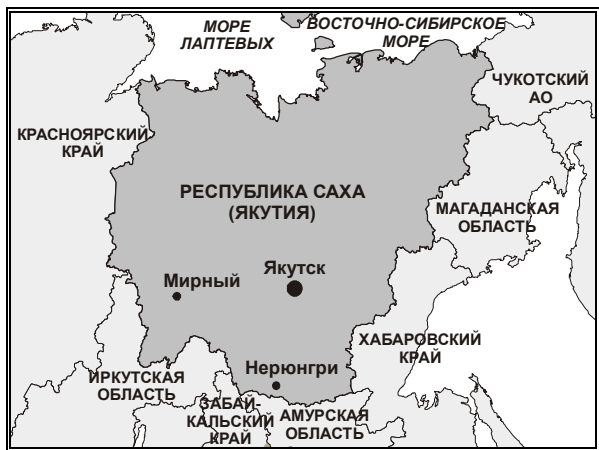 МОРЕ
ЛАПТЕВЫХ
ВОСТОЧНО-СИБИРСКОЕ
МОРЕ
ЧУКОТСКИЙ
АО
КРАСНОЯРСКИЙ
КРАЙ
РЕСПУБЛИКА САХА
(ЯКУТИЯ)
МАГАДАНСКАЯ
ОБЛАСТЬ
Якутск
Мирный
ХАБАРОВСКИЙ
КРАЙ
Нерюнгри
ИРКУТСКАЯ
ОБЛАСТЬ
ЗАБАЙ-
КАЛЬСКИЙ
КРАЙ
АМУРСКАЯ
ОБЛАСТЬ